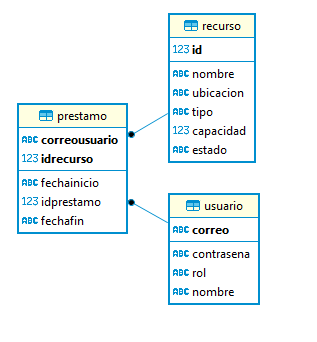 recurso
123 id
ABC nombre
ABC ubicacion
ABC tipo
123 capacidad
ABC estado
prestamo
ABC correousuario
123 idrecurso
ABC fechainicio
123 idprestamo
ABC fechafin
usuario
ABC correo
ABC contrasena
ABC rol
ABC nombre